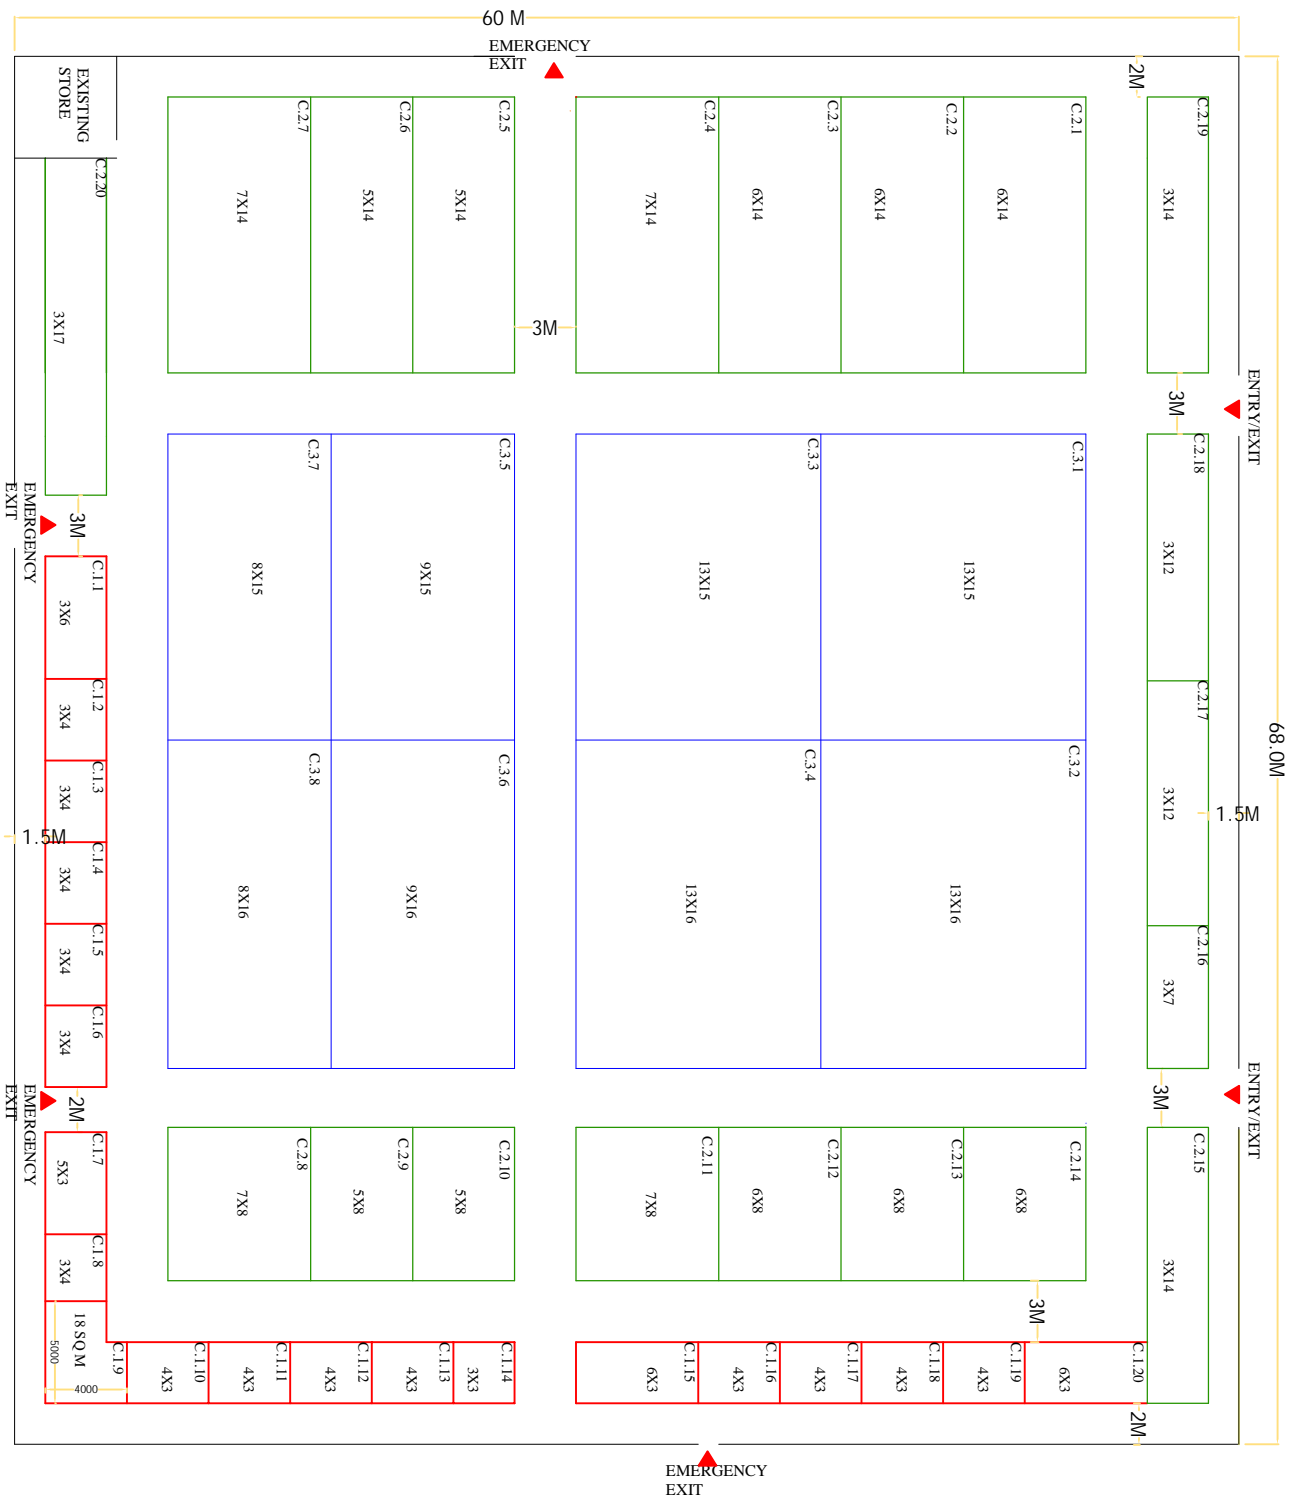 60 M
EMERGENCY
EXIT
EXISTING
STORE
2M
C.2.7
C.2.6
C.2.5
C.2.4
C.2.3
C.2.2
C.2.1
C.2.19
C.2.20
7X14
5X14
5X14
7X14
6X14
6X14
6X14
3X14
3X17
3M
3M
ENTRY/EXIT
C.3.7
C.3.5
C.3.3
C.3.1
C.2.18
EMERGENCY
EXIT
3M
8X15
9X15
13X15
13X15
3X12
C.1.1
3X6
C.1.2
3X4
C.2.17
68.0M
C.3.8
C.3.6
C.3.4
C.3.2
C.1.3
3X4
3X12
1.5M
1.5M
C.1.4
3X4
8X16
9X16
13X16
13X16
C.1.5
3X4
C.2.16
3X7
C.1.6
3X4
EMERGENCY
EXIT
2M
3M
ENTRY/EXIT
C.1.7
5X3
C.2.8
C.2.9
C.2.10
C.2.11
C.2.12
C.2.13
C.2.14
C.2.15
7X8
5X8
5X8
7X8
6X8
6X8
6X8
3X14
C.1.8
3X4
3M
18 SQ M
5000
4000
C.1.9
C.1.10
4X3
C.1.11
4X3
C.1.12
4X3
C.1.13
4X3
C.1.14
3X3
C.1.15
6X3
C.1.16
4X3
C.1.17
4X3
C.1.18
4X3
C.1.19
4X3
C.1.20
6X3
2M
EMERGENCY
EXIT